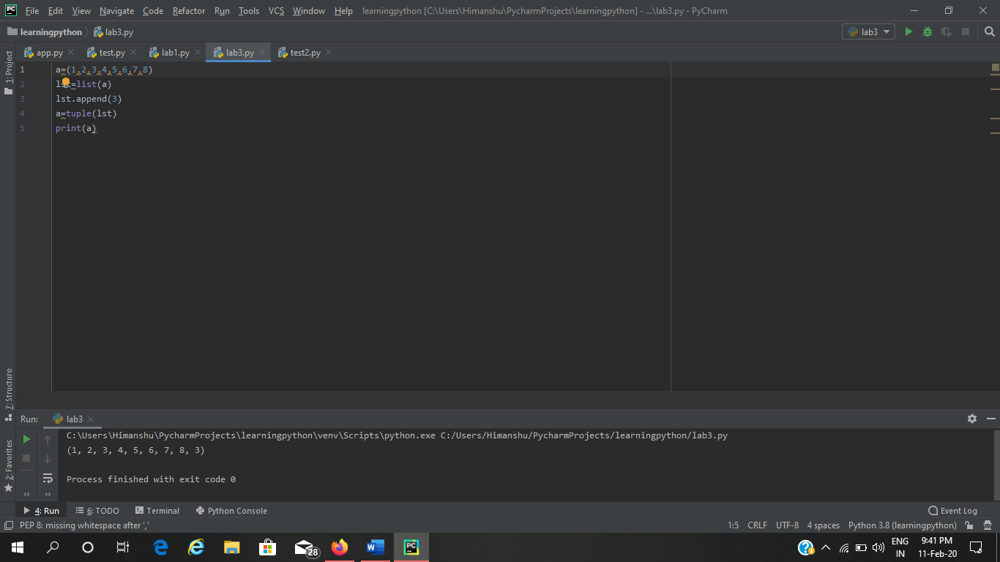 PC File Edit View Navigate Code Refactor Run Tools VCS Window Help learningpython [C:\Users\Himanshu\PycharmProjects\learningpython] - ...\lab3.py - PyCharm
learningpython lab3.py lab3
app.py test.py lab1.py lab3.py test2.py
1: Project
1 a=(1,2,3,4,5,6,7,8)
2 lst=list(a)
3 lst.append(3)
4 a=tuple(lst)
5 print(a)
7: Structure
2: Favorites
Run: lab3
C:\Users\Himanshu\PycharmProjects\learningpython\venv\Scripts\python.exe C:/Users/Himanshu/PycharmProjects/learningpython/lab3.py
(1, 2, 3, 4, 5, 6, 7, 8, 3)
Process finished with exit code 0
4: Run 6: TODO Terminal Python Console Event Log
PEP 8: missing whitespace after ',' 1:5 CRLF UTF-8 4 spaces Python 3.8 (learningpython)
28 W PC ENG 9:41 PM
IN 11-Feb-20